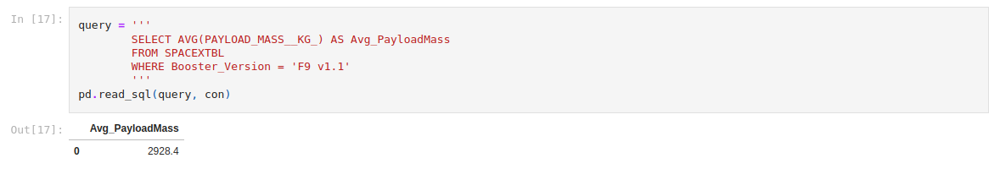 In [17]:
query = '''
SELECT AVG(PAYLOAD_MASS__KG_) AS Avg_PayloadMass
FROM SPACEXTBL
WHERE Booster_Version = 'F9 v1.1'
'''
pd.read_sql(query, con)
Out[17]:
Avg_PayloadMass
0 2928.4